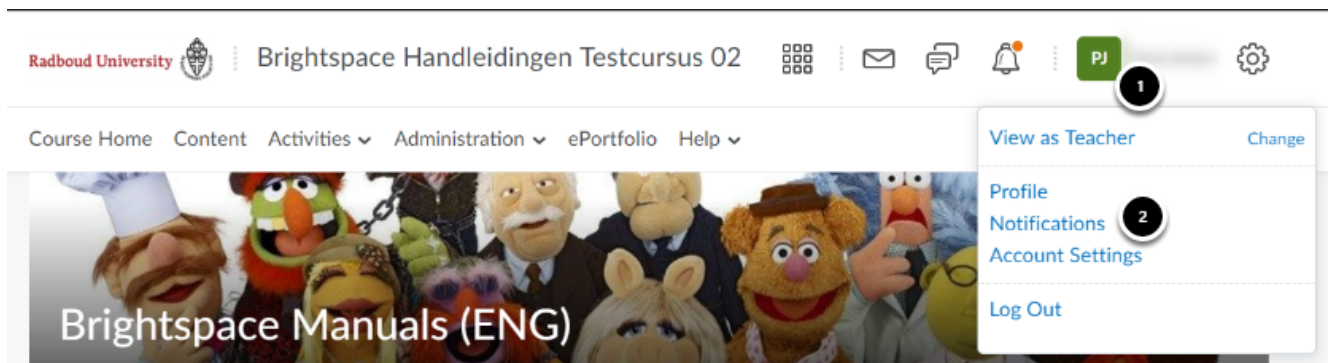 Radboud University Brightspace Handleidingen Testcursus 02 PJ
1
Course Home Content Activities Administration ePortfolio Help
View as Teacher Change
Profile
Notifications 2
Account Settings
Log Out
Brightspace Manuals (ENG)